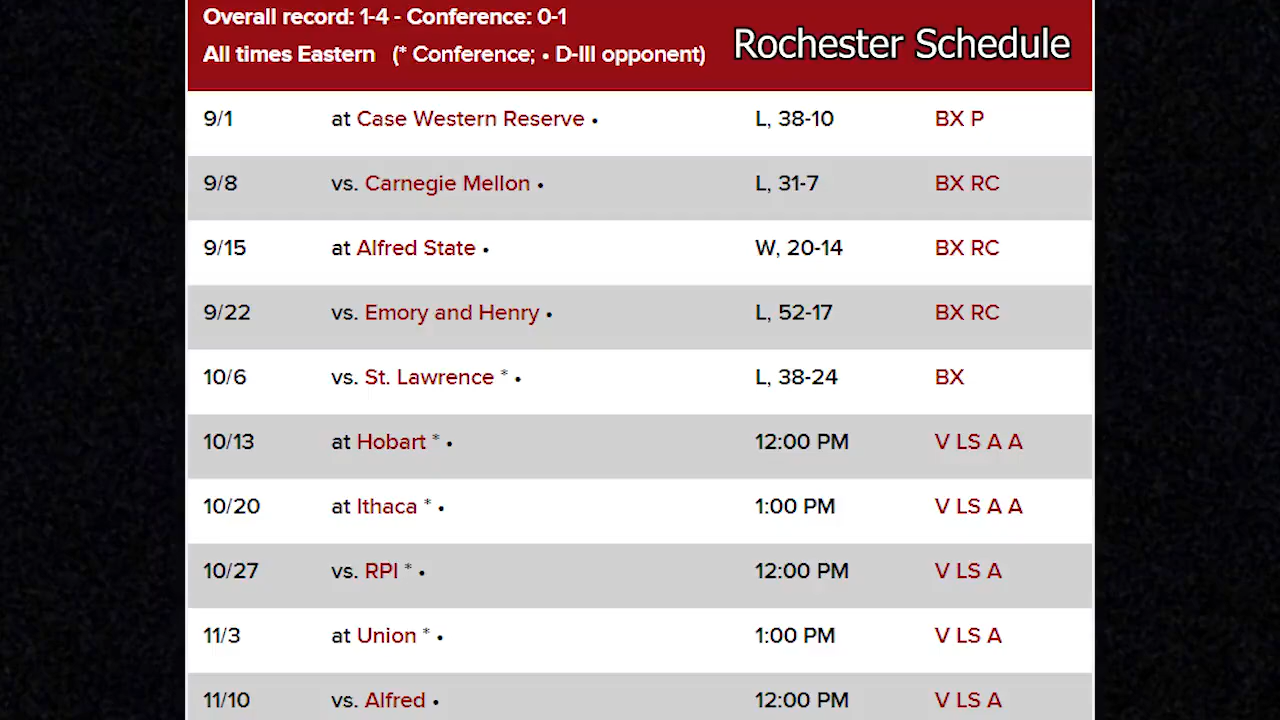 Overall record: 1-4 - Conference: 0-1
All times Eastern (* Conference; • D-III opponent) Rochester Schedule
9/1 at Case Western Reserve • L, 38-10 BX P
9/8 vs. Carnegie Mellon • L, 31-7 BX RC
9/15 at Alfred State • W, 20-14 BX RC
9/22 vs. Emory and Henry • L, 52-17 BX RC
10/6 vs. St. Lawrence * • L, 38-24 BX
10/13 at Hobart * • 12:00 PM V LS A A
10/20 at Ithaca * • 1:00 PM V LS A A
10/27 vs. RPI * • 12:00 PM V LS A
11/3 at Union * • 1:00 PM V LS A
11/10 vs. Alfred • 12:00 PM V LS A